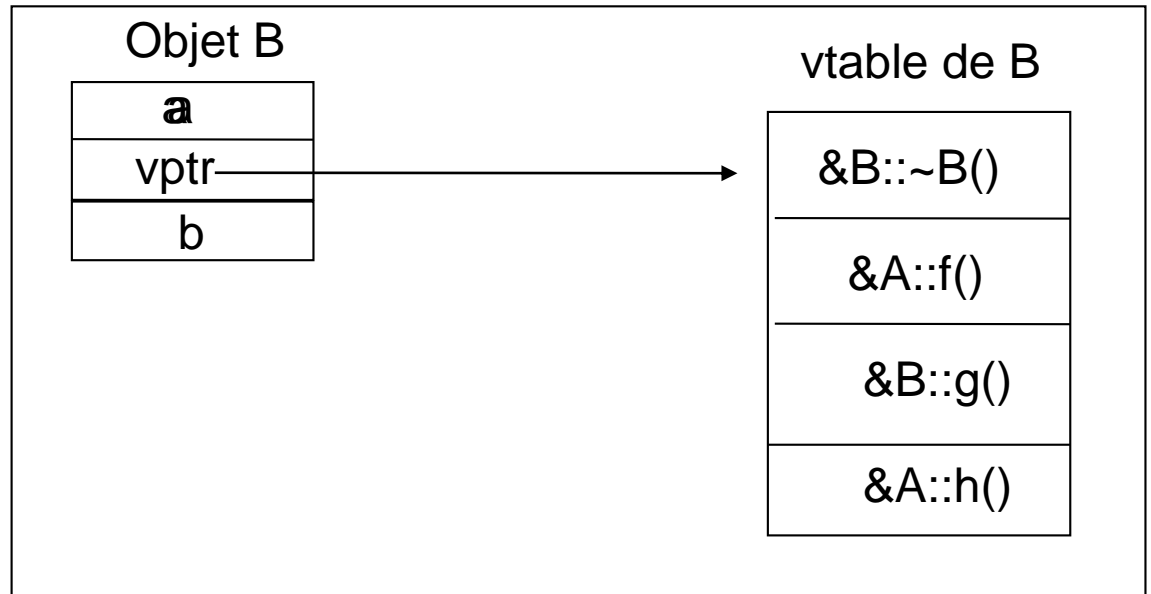 Objet B
a
vptr
b
vtable de B
&B::~B()
&A::f()
&B::g()
&A::h()